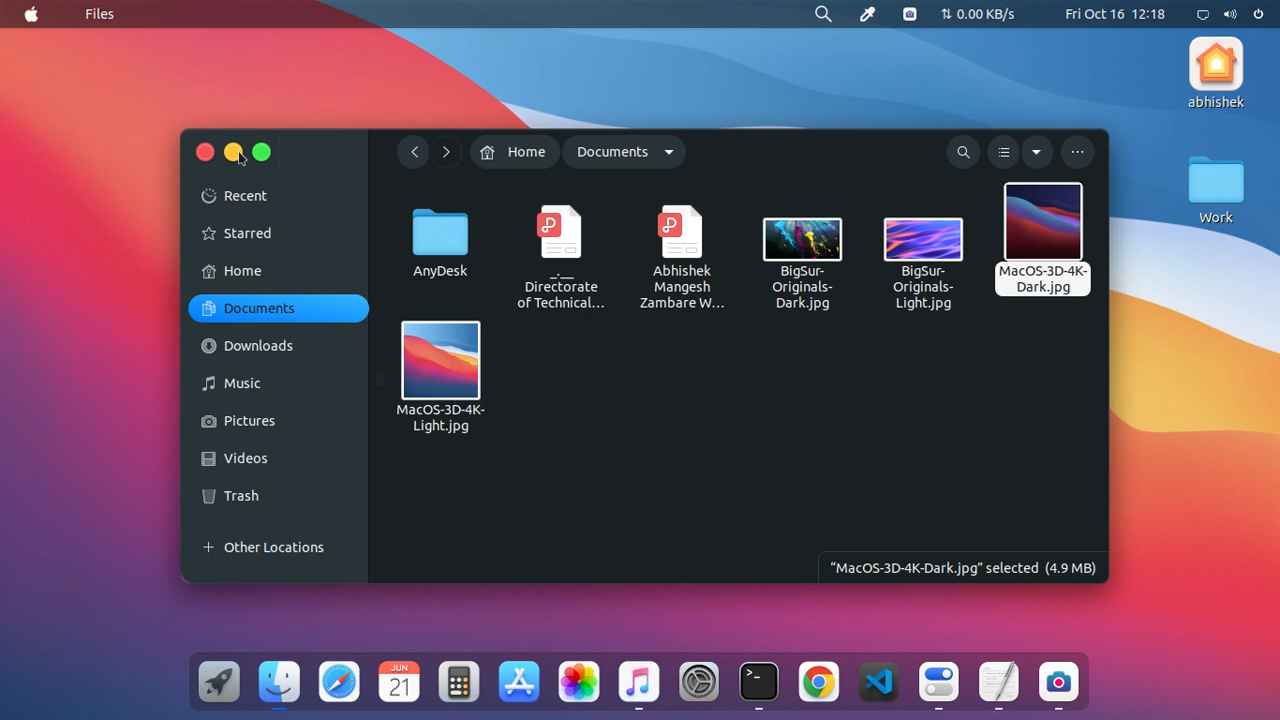 Files
0.00 KB/s
Fri Oct 16 12:18
abhishek
Work
Home
Documents
Recent
Starred
Home
Documents
Downloads
Music
Pictures
Videos
Trash
Other Locations
AnyDesk
_.__
Directorate
of Technical...
Abhishek
Mangesh
Zambare W...
BigSur-
Originals-
Dark.jpg
BigSur-
Originals-
Light.jpg
MacOS-3D-4K-
Dark.jpg
MacOS-3D-4K-
Light.jpg
“MacOS-3D-4K-Dark.jpg” selected (4.9 MB)
JUN
21
>_